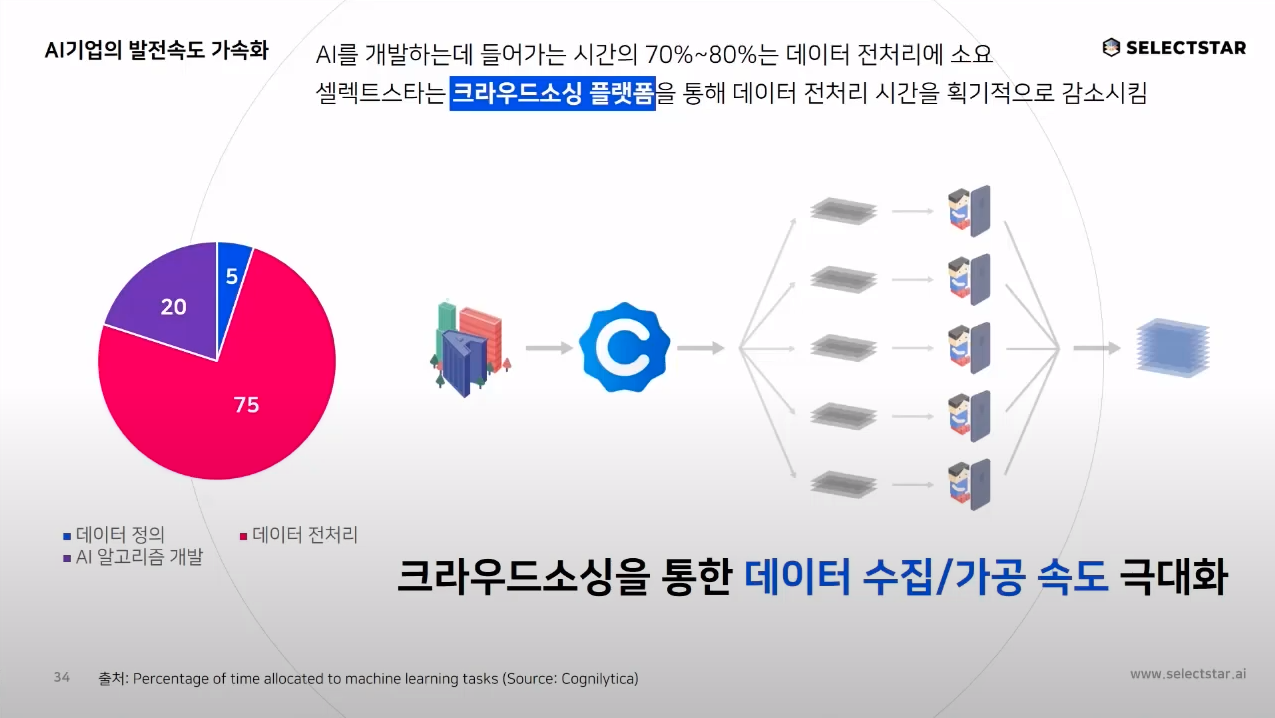 AI기업의 발전속도 가속화
AI를 개발하는데 들어가는 시간의 70%~80%는 데이터 전처리에 소요
셀렉트스타는 크라우드소싱 플랫폼을 통해 데이터 전처리 시간을 획기적으로 감소시킴
SELECTSTAR
5
20
75
C
데이터 정의
데이터 전처리
AI 알고리즘 개발
크라우드소싱을 통한 데이터 수집/가공 속도 극대화
34
출처: Percentage of time allocated to machine learning tasks (Source: Cognilytica)
www.selectstar.ai